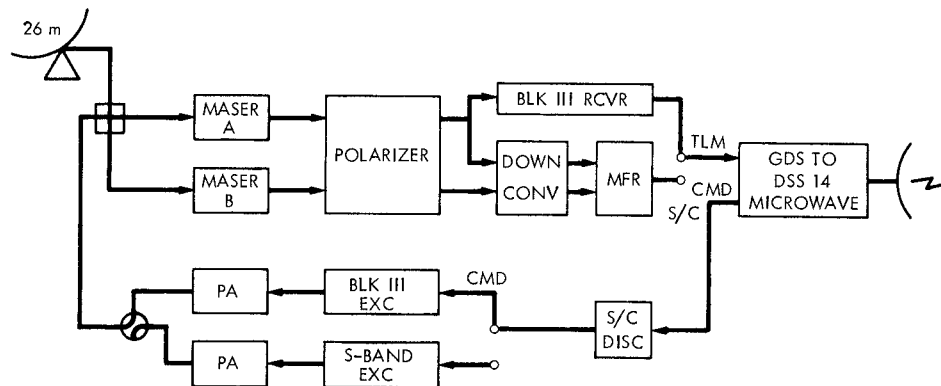 26 m
MASER
A
MASER
B
POLARIZER
BLK III RCVR
DOWN
CONV
MFR
TLM
CMD
S/C
GDS TO
DSS 14
MICROWAVE
PA
BLK III
EXC
CMD
S/C
DISC
PA
S-BAND
EXC